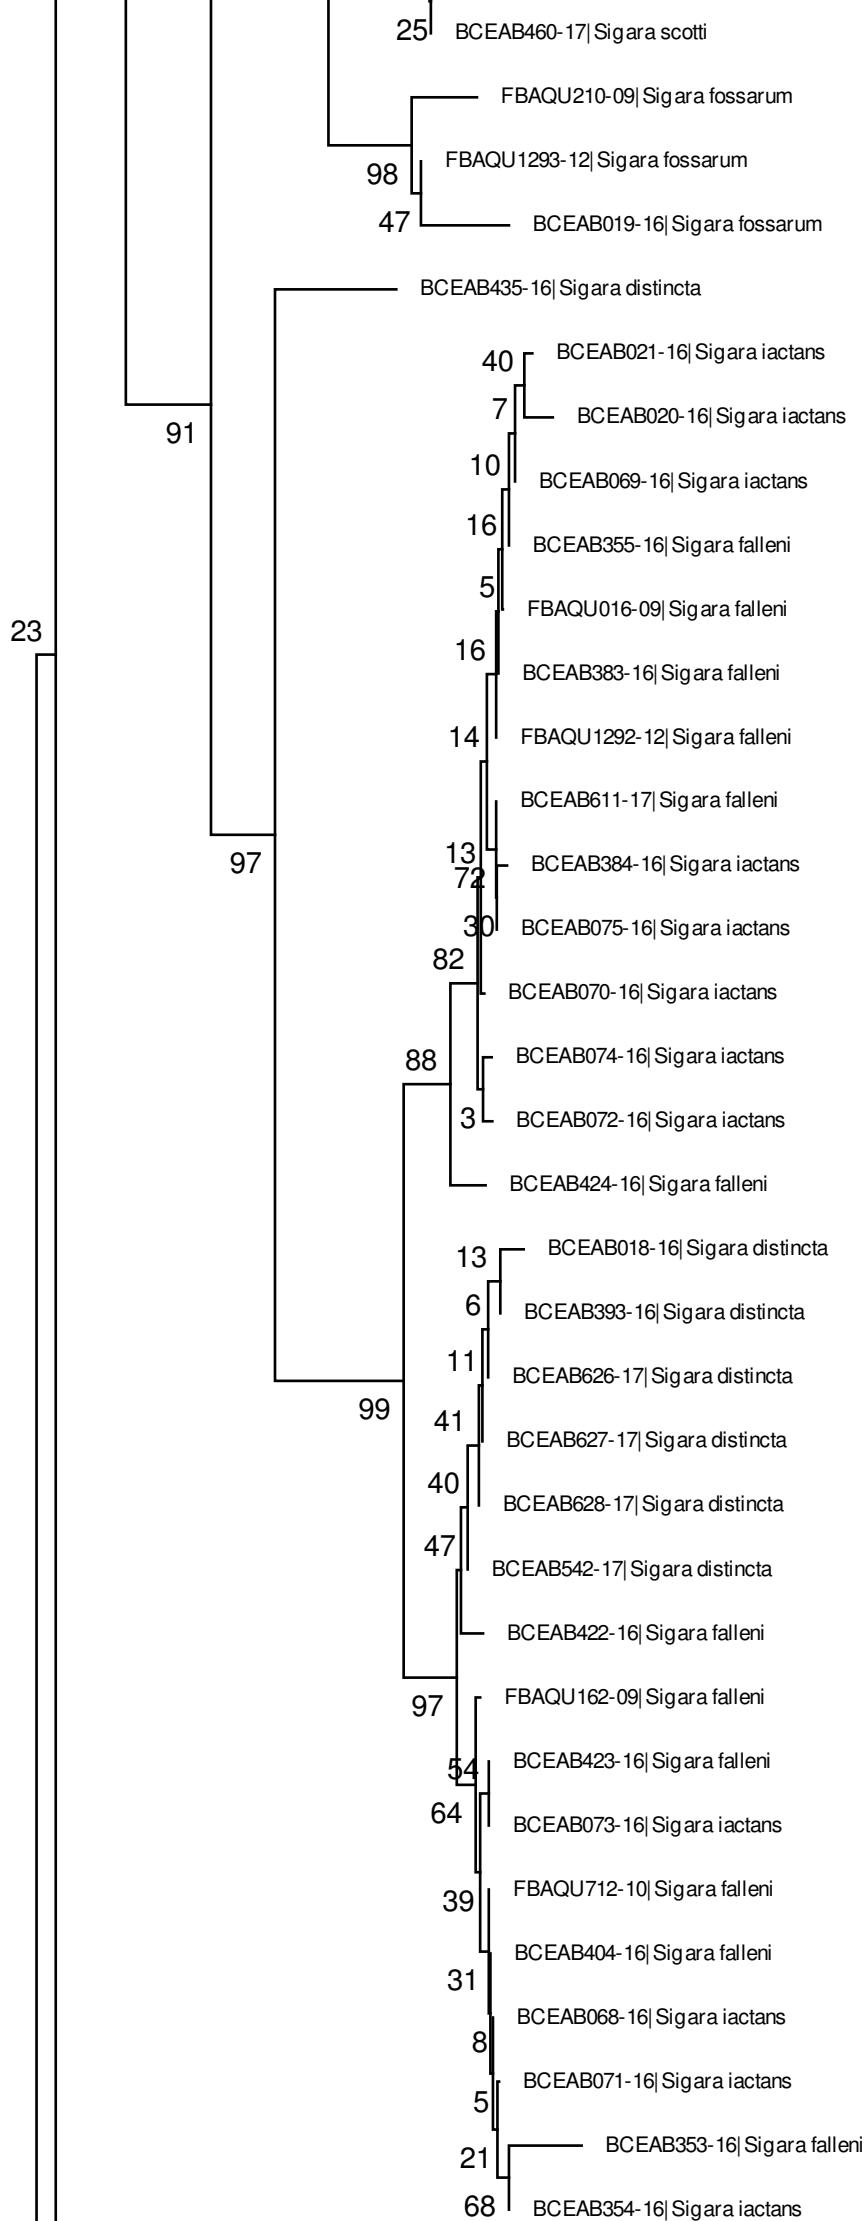 25 BCEAB460-17|Sigara scotti
FBAQU210-09|Sigara fossarum
FBAQU1293-12|Sigara fossarum
98
47 BCEAB019-16|Sigara fossarum
BCEAB435-16|Sigara distincta
40 BCEAB021-16|Sigara iactans
7 BCEAB020-16|Sigara iactans
91
10
BCEAB069-16|Sigara iactans
16
BCEAB355-16|Sigara falleni
5
FBAQU016-09|Sigara falleni
23
16
BCEAB383-16|Sigara falleni
14 FBAQU1292-12|Sigara falleni
BCEAB611-17|Sigara falleni
13
97 BCEAB384-16|Sigara iactans
72
30 BCEAB075-16|Sigara iactans
82
BCEAB070-16|Sigara iactans
88 BCEAB074-16|Sigara iactans
3 BCEAB072-16|Sigara iactans
BCEAB424-16|Sigara falleni
13 BCEAB018-16|Sigara distincta
6 BCEAB393-16|Sigara distincta
11
BCEAB626-17|Sigara distincta
99
41
BCEAB627-17|Sigara distincta
40
BCEAB628-17|Sigara distincta
47
BCEAB542-17|Sigara distincta
BCEAB422-16|Sigara falleni
97 FBAQU162-09|Sigara falleni
54 BCEAB423-16|Sigara falleni
64 BCEAB073-16|Sigara iactans
39 FBAQU712-10|Sigara falleni
BCEAB404-16|Sigara falleni
31
BCEAB068-16|Sigara iactans
8
BCEAB071-16|Sigara iactans
5
BCEAB353-16|Sigara falleni
21
68 BCEAB354-16|Sigara iactans